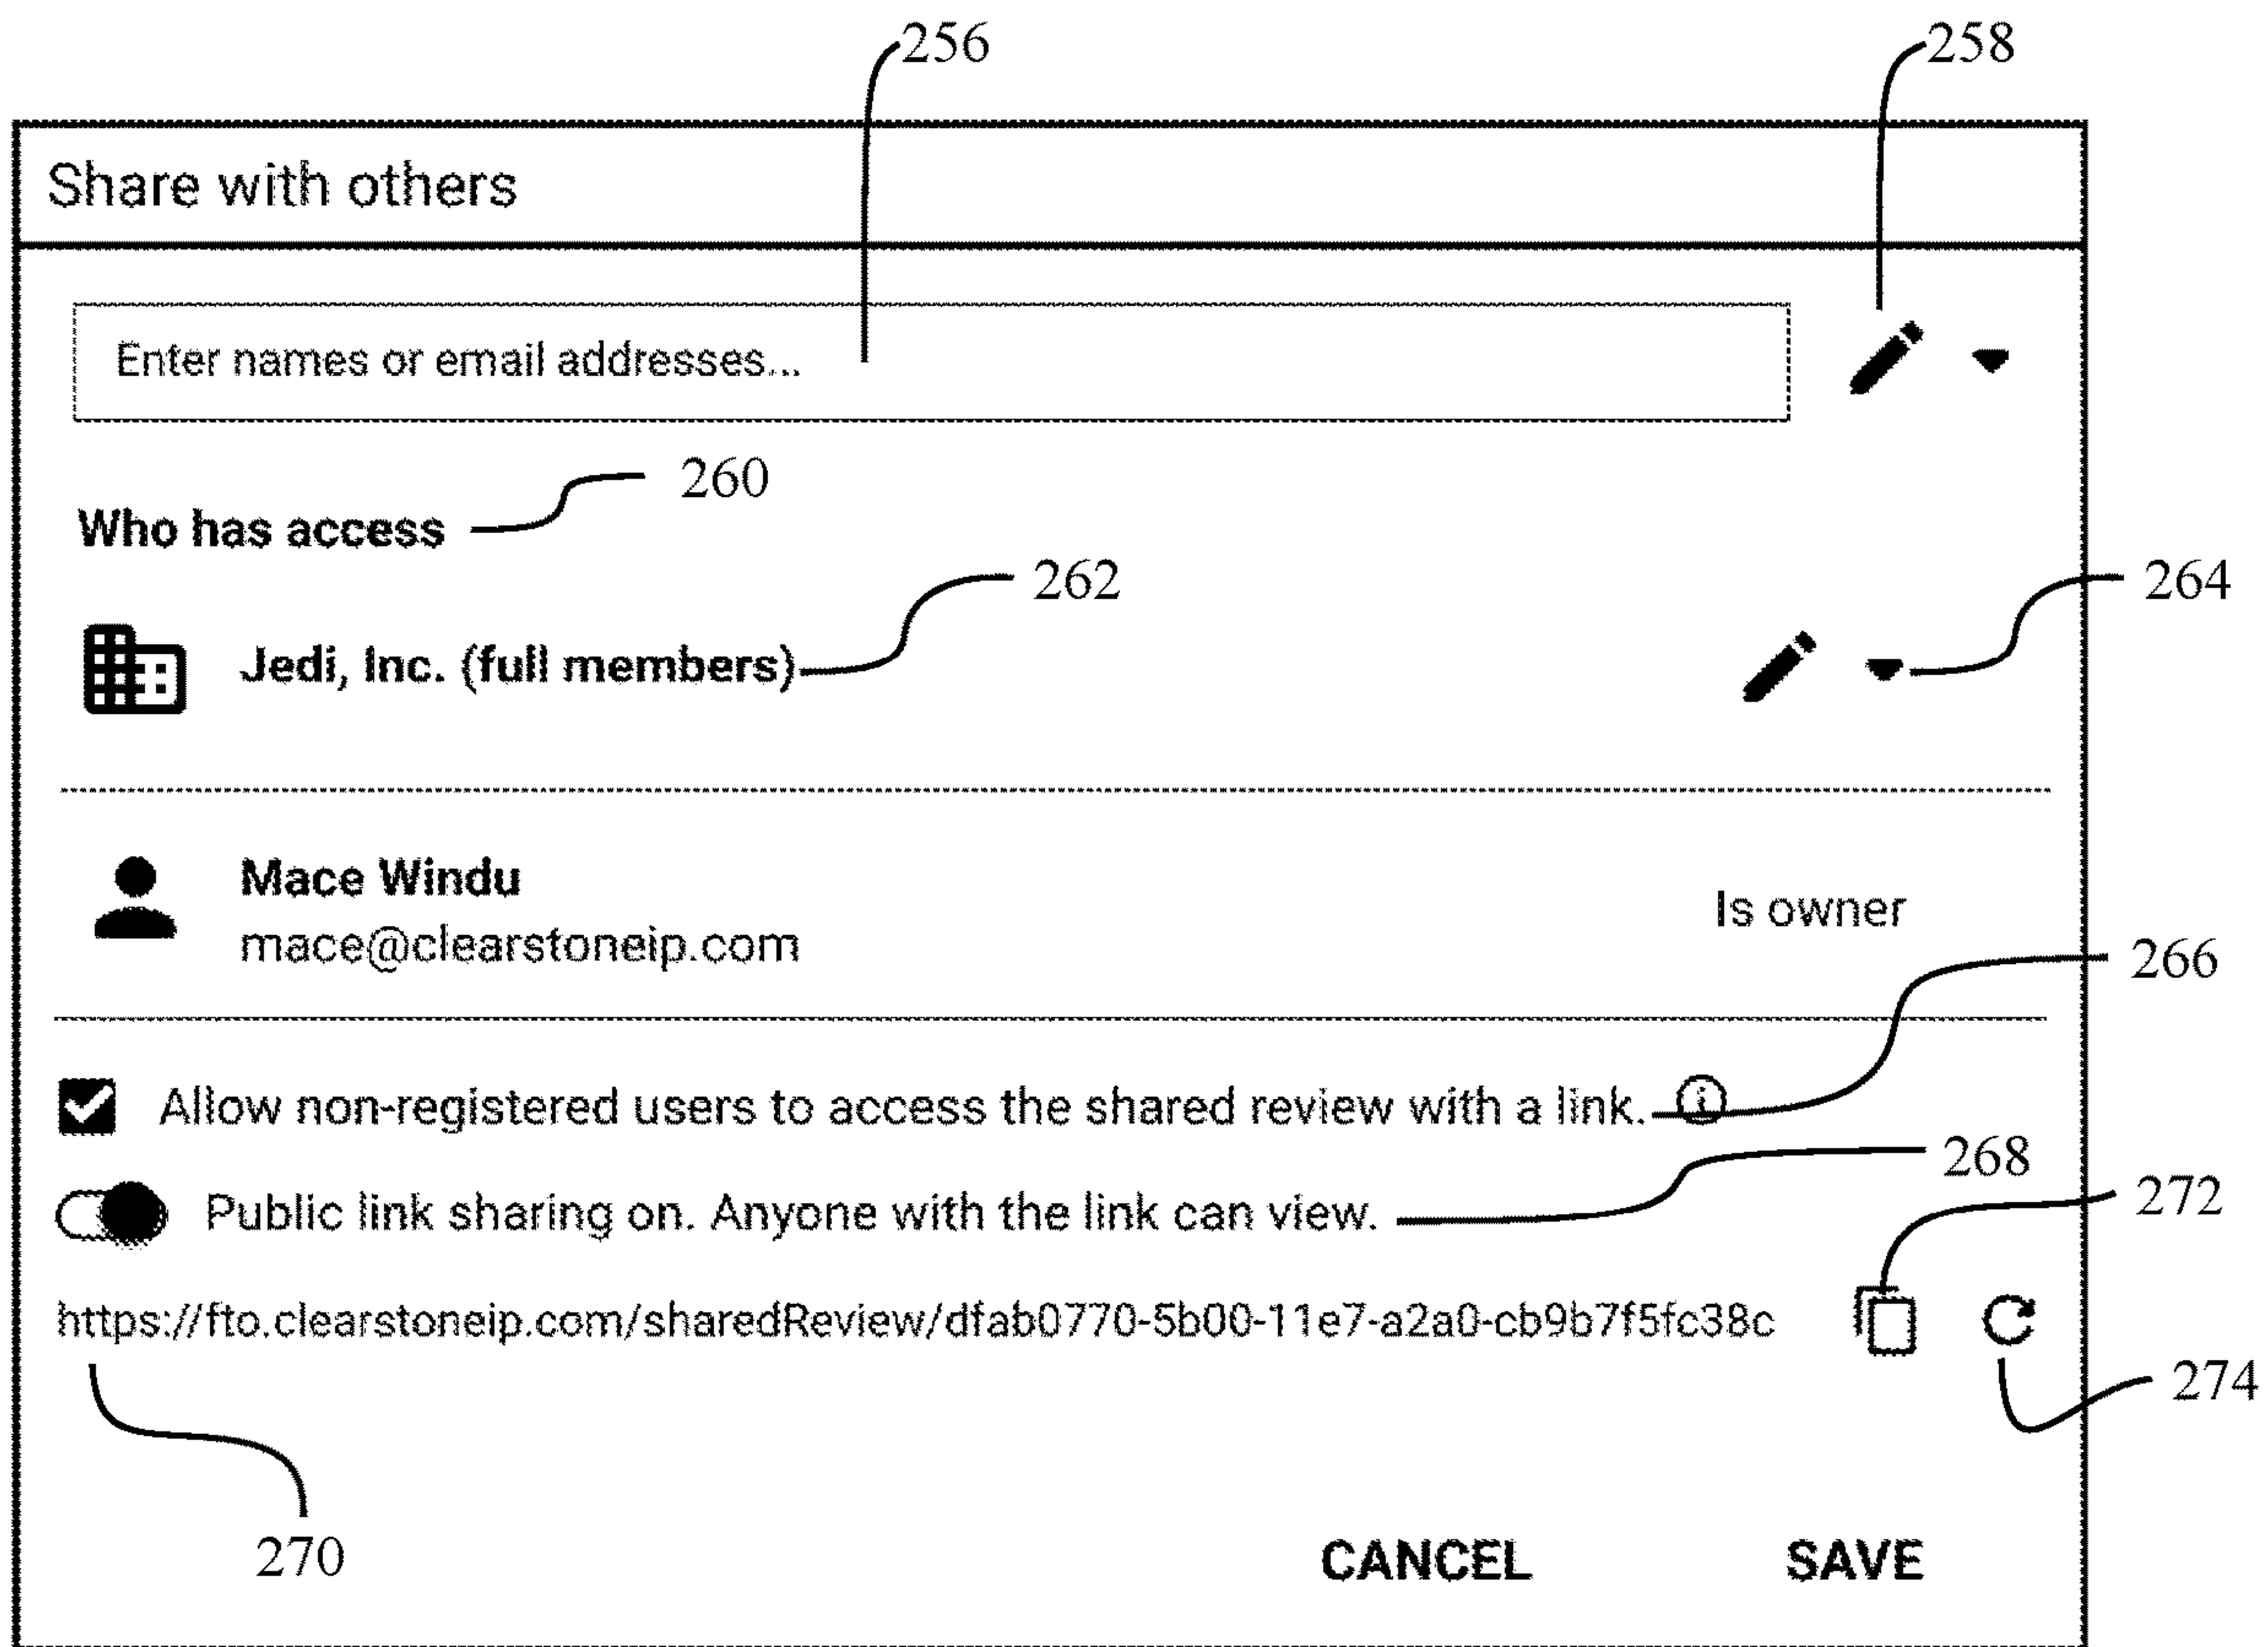 256
258
Share with others
Enter names or email addresses...
260
Who has access
262
264
Jedi, Inc. (full members)
Mace Windu
Is owner
mace@clearstoneip.com
266
Allow non-registered users to access the shared review with a link.
268
272
Public link sharing on. Anyone with the link can view.
https://fto.clearstoneip.com/sharedReview/dfab0770-5b00-11e7-a2a0-cb9b7f5fc38c
274
270
CANCEL SAVE